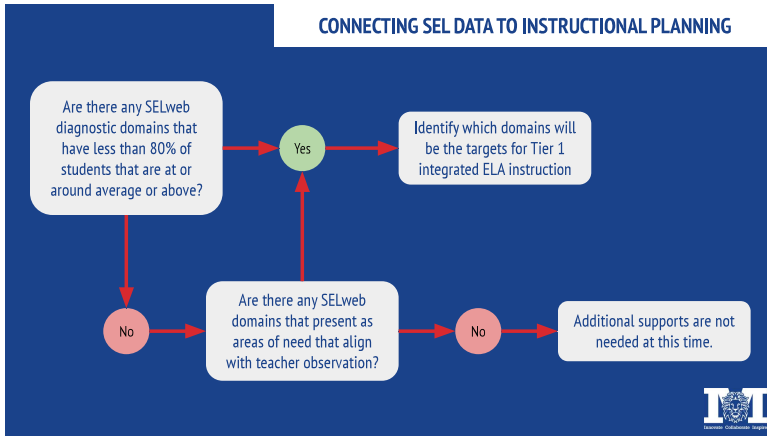 CONNECTING SEL DATA TO INSTRUCTIONAL PLANNING
Are there any SELweb
diagnostic domains that
have less than 80% of
students that are at or
around average or above?
Yes
Identify which domains will
be the targets for Tier 1
integrated ELA instruction
No
Are there any SELweb
domains that present as
areas of need that align
with teacher observation?
No
Additional supports are not
needed at this time.
M
Innovate Collaborate Inspire